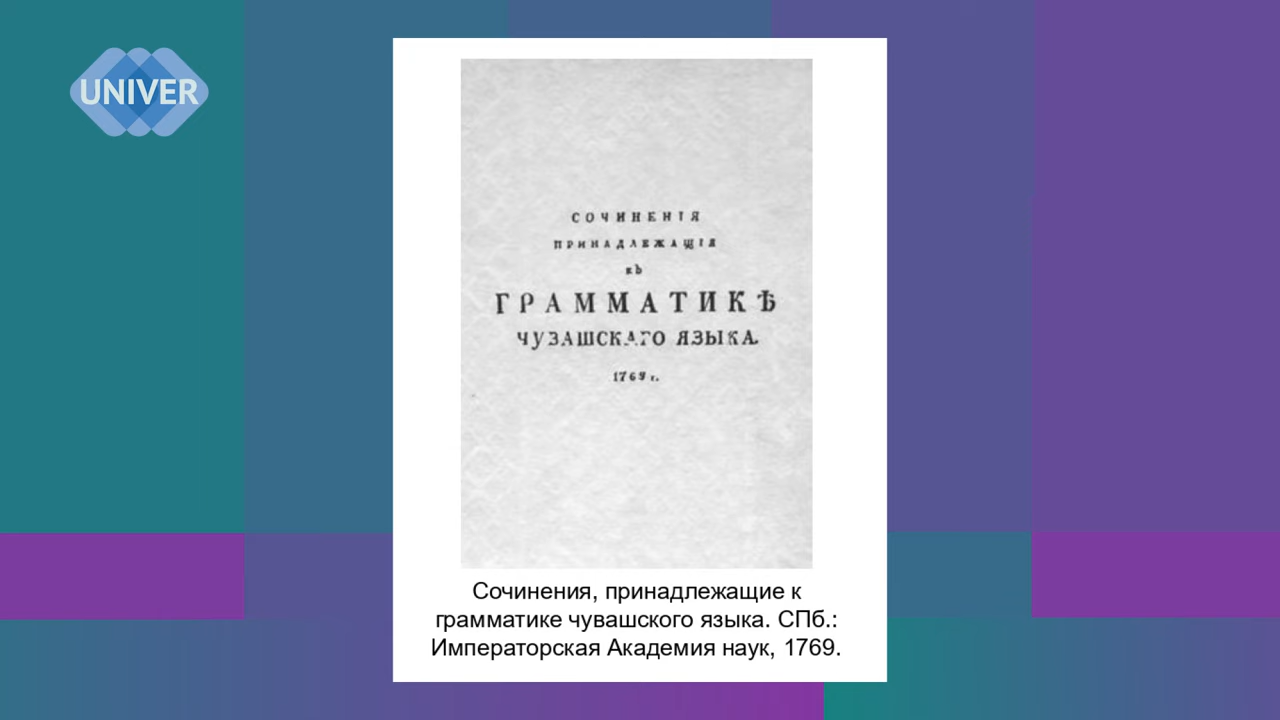 UNIVER
СОЧИНЕНІЯ
ПРИНАДЛЕЖАЩІЯ
къ
ГРАММАТИКѢ
ЧУВАШСКАГО ЯЗЫКА.
1769 г.
Сочинения, принадлежащие к
грамматике чувашского языка. СПб.:
Императорская Академия наук, 1769.